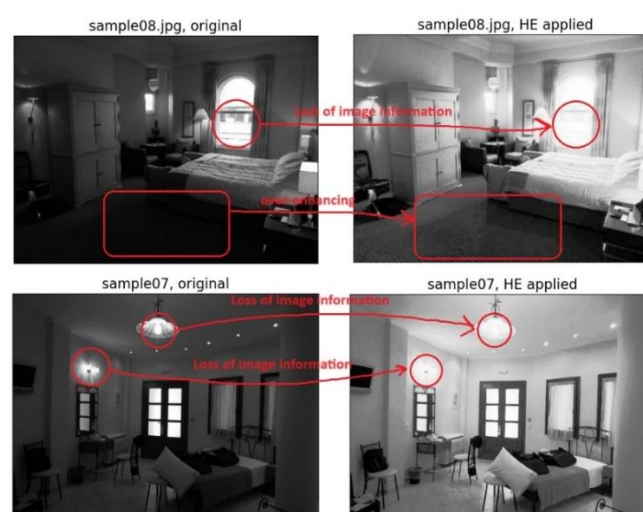 sample08.jpg, original
sample08.jpg, HE applied
Loss of image information
over-enhancing
sample07, original
sample07, HE applied
Loss of image information
Loss of image information